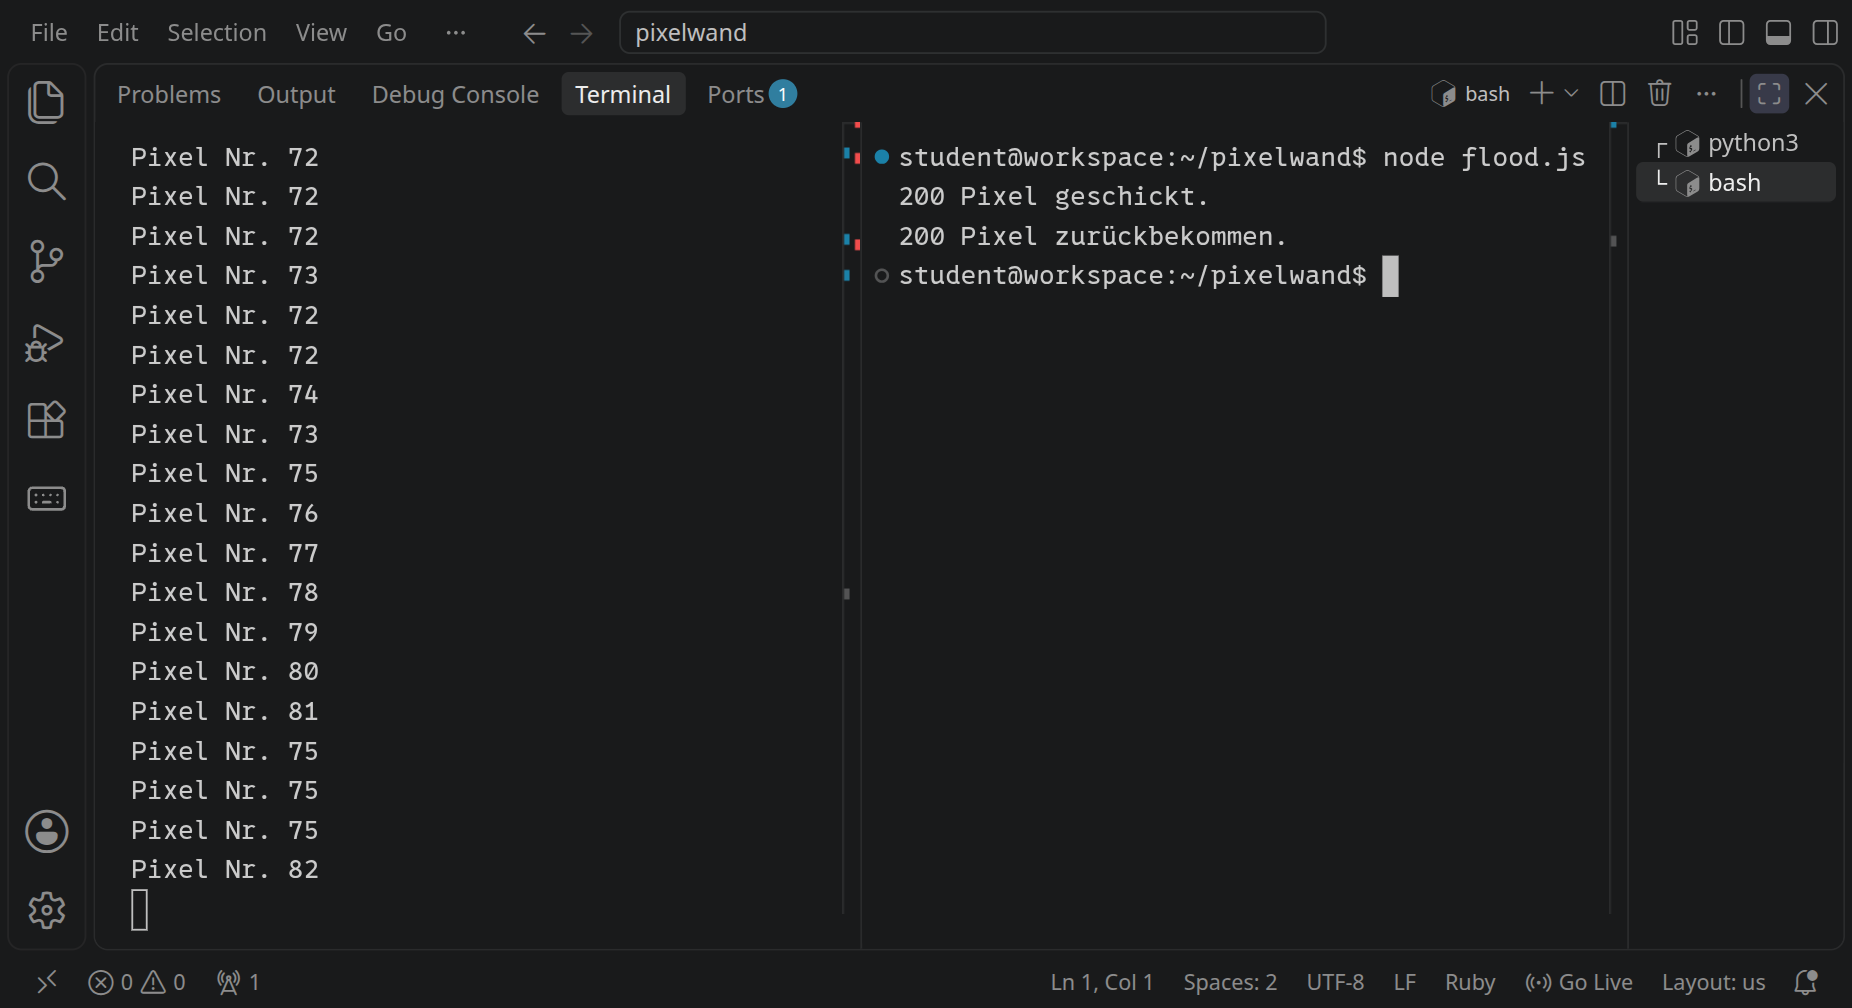 File Edit Selection View Go ··· pixelwand
Problems Output Debug Console Terminal Ports 1 bash
Pixel Nr. 72
Pixel Nr. 72
Pixel Nr. 72
Pixel Nr. 73
Pixel Nr. 72
Pixel Nr. 72
Pixel Nr. 74
Pixel Nr. 73
Pixel Nr. 75
Pixel Nr. 76
Pixel Nr. 77
Pixel Nr. 78
Pixel Nr. 79
Pixel Nr. 80
Pixel Nr. 81
Pixel Nr. 75
Pixel Nr. 75
Pixel Nr. 75
Pixel Nr. 82
student@workspace:~/pixelwand$ node flood.js
200 Pixel geschickt.
200 Pixel zurückbekommen.
student@workspace:~/pixelwand$
python3
bash
0 0 1 Ln 1, Col 1 Spaces: 2 UTF-8 LF Ruby Go Live Layout: us